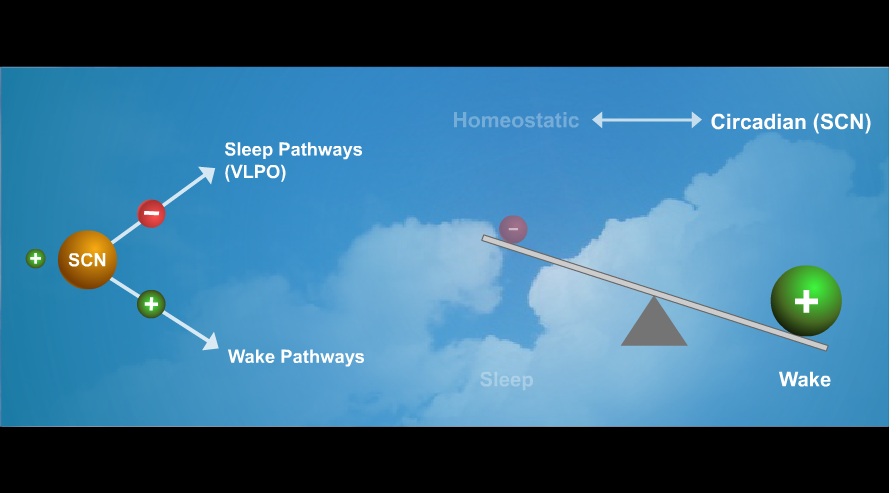 Homeostatic
Circadian (SCN)
Sleep Pathways
(VLPO)
SCN
Wake Pathways
Sleep
Wake